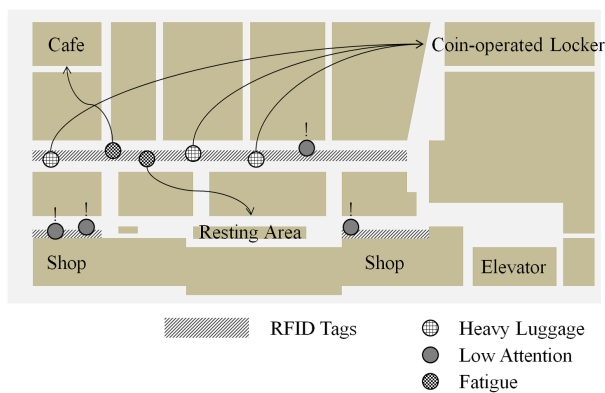 Cafe
Coin-operated Locker
!
! !
!
Resting Area
Shop
Shop
Elevator
RFID Tags
Heavy Luggage
Low Attention
Fatigue